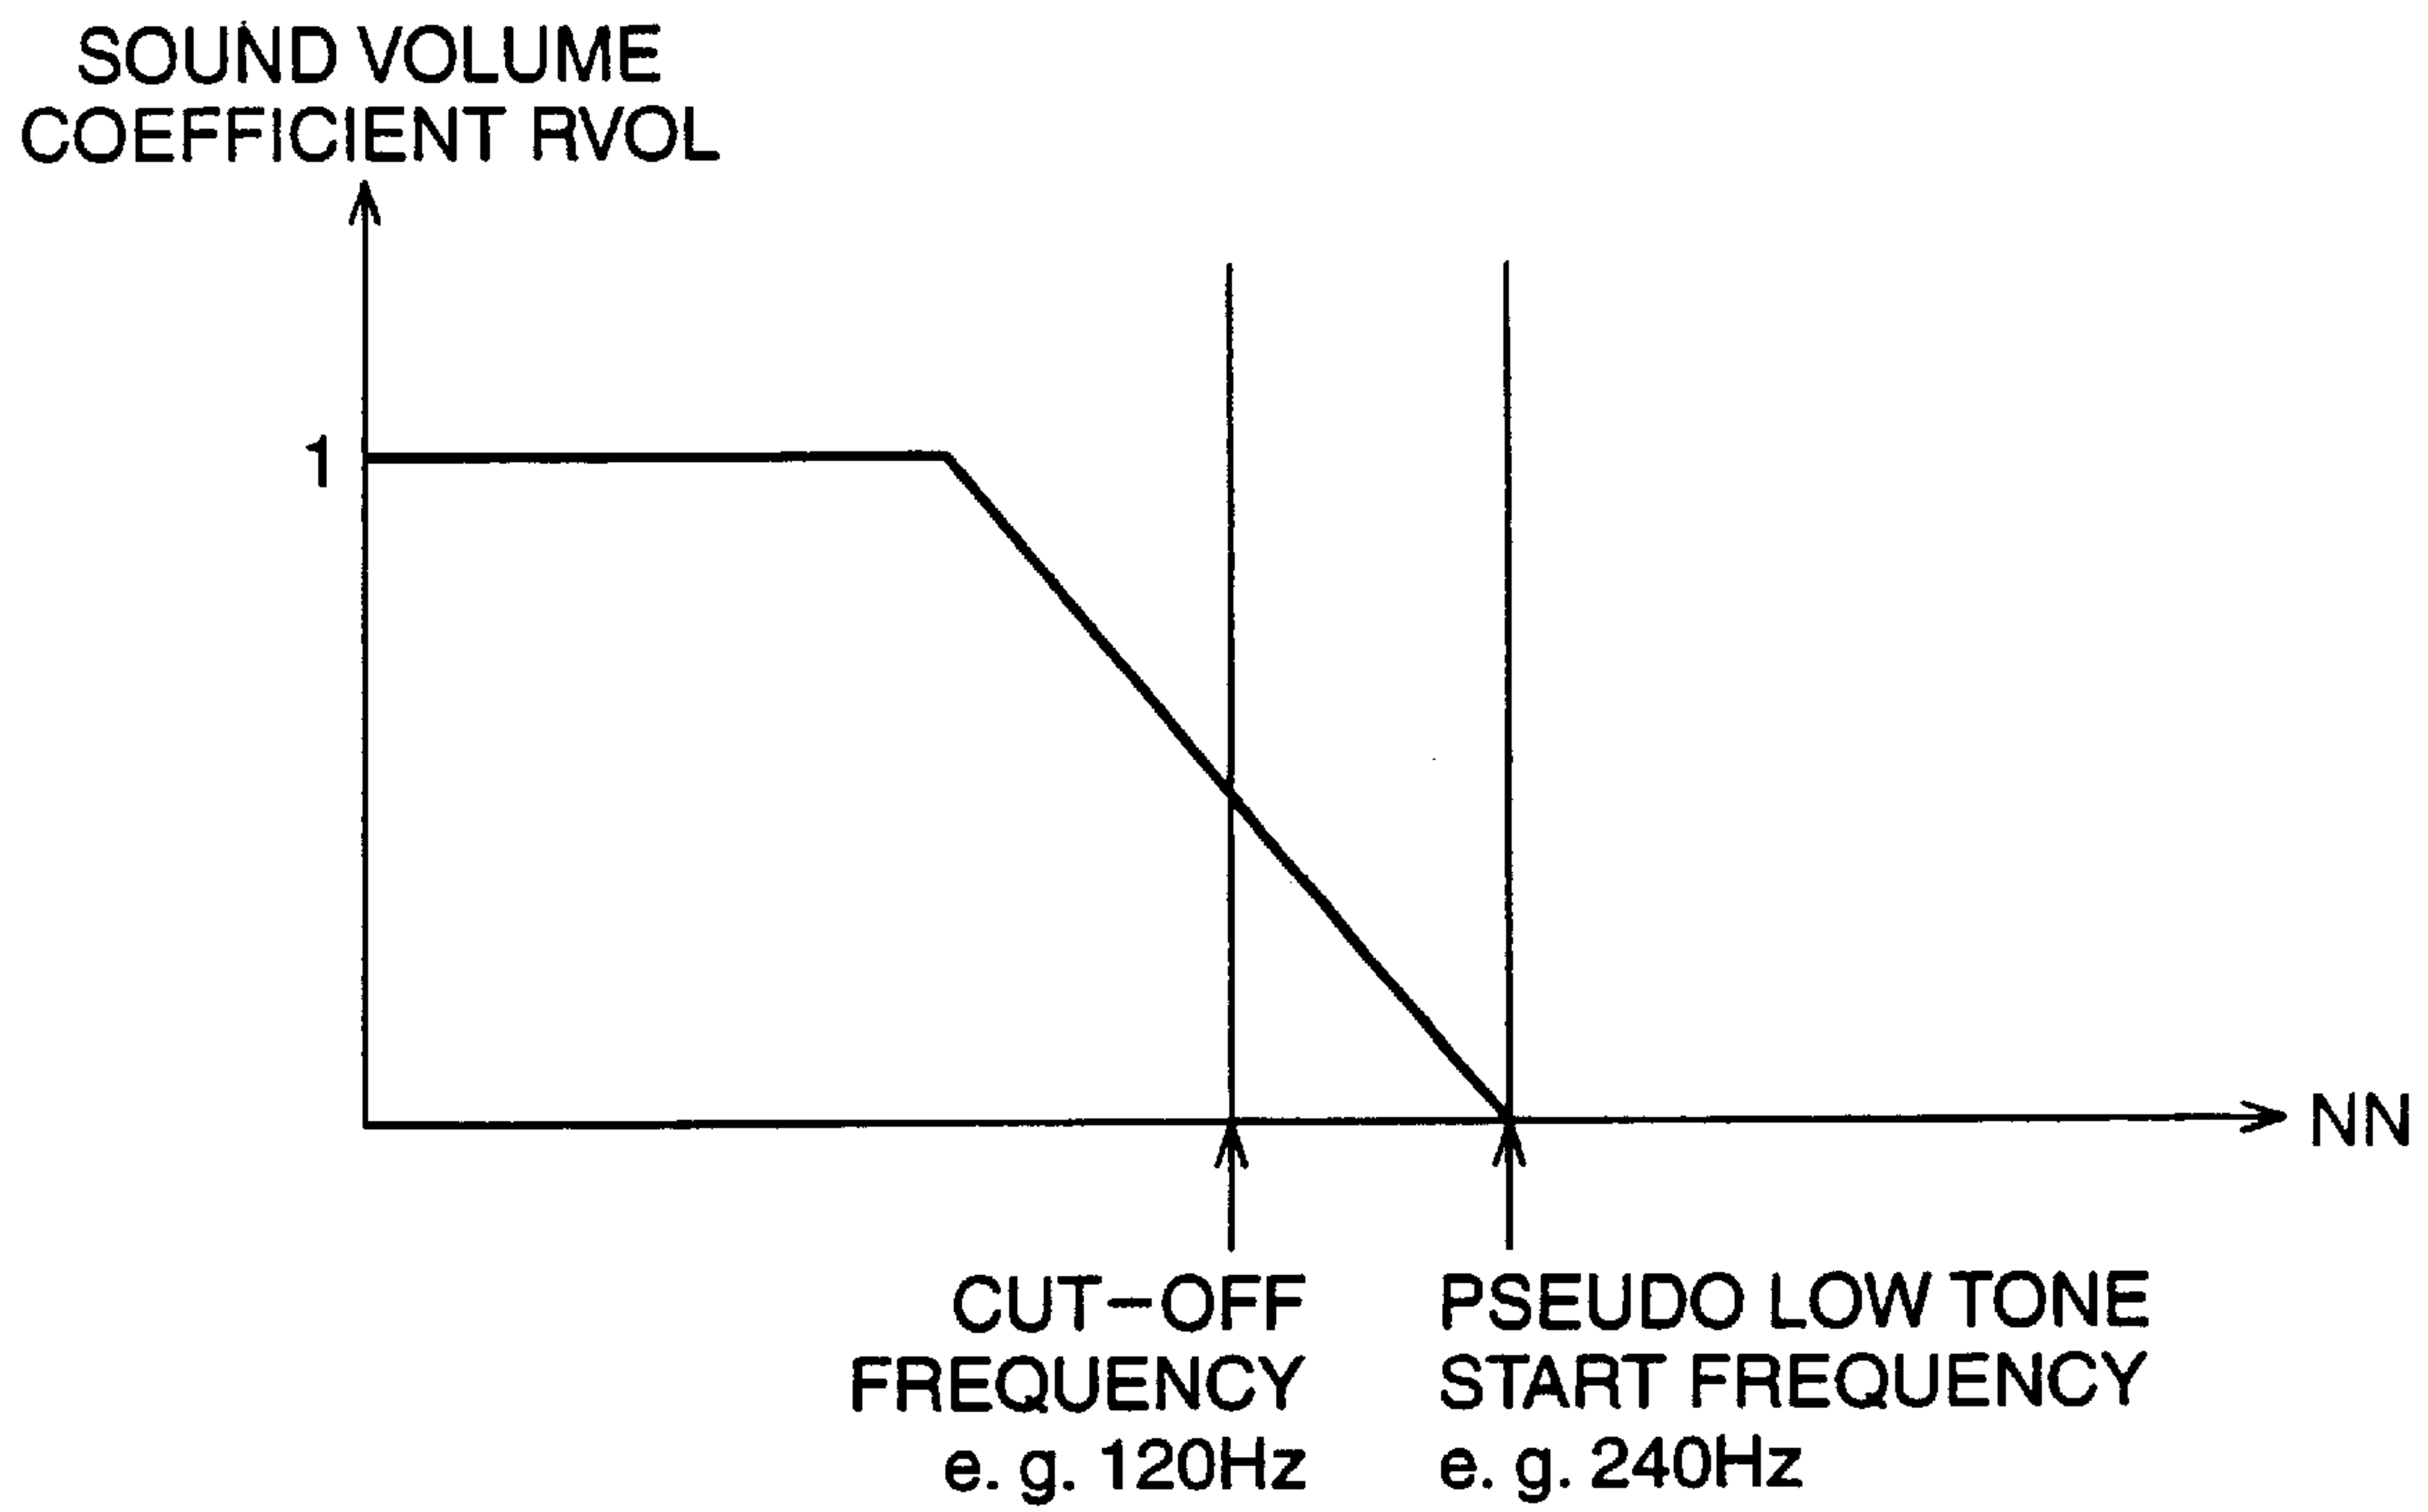 SOUND VOLUME
COEFFICIENT RVOL
1
NN
CUT-OFF
FREQUENCY
e. g. 120Hz
PSEUDO LOW TONE
START FREQUENCY
e. g. 240Hz